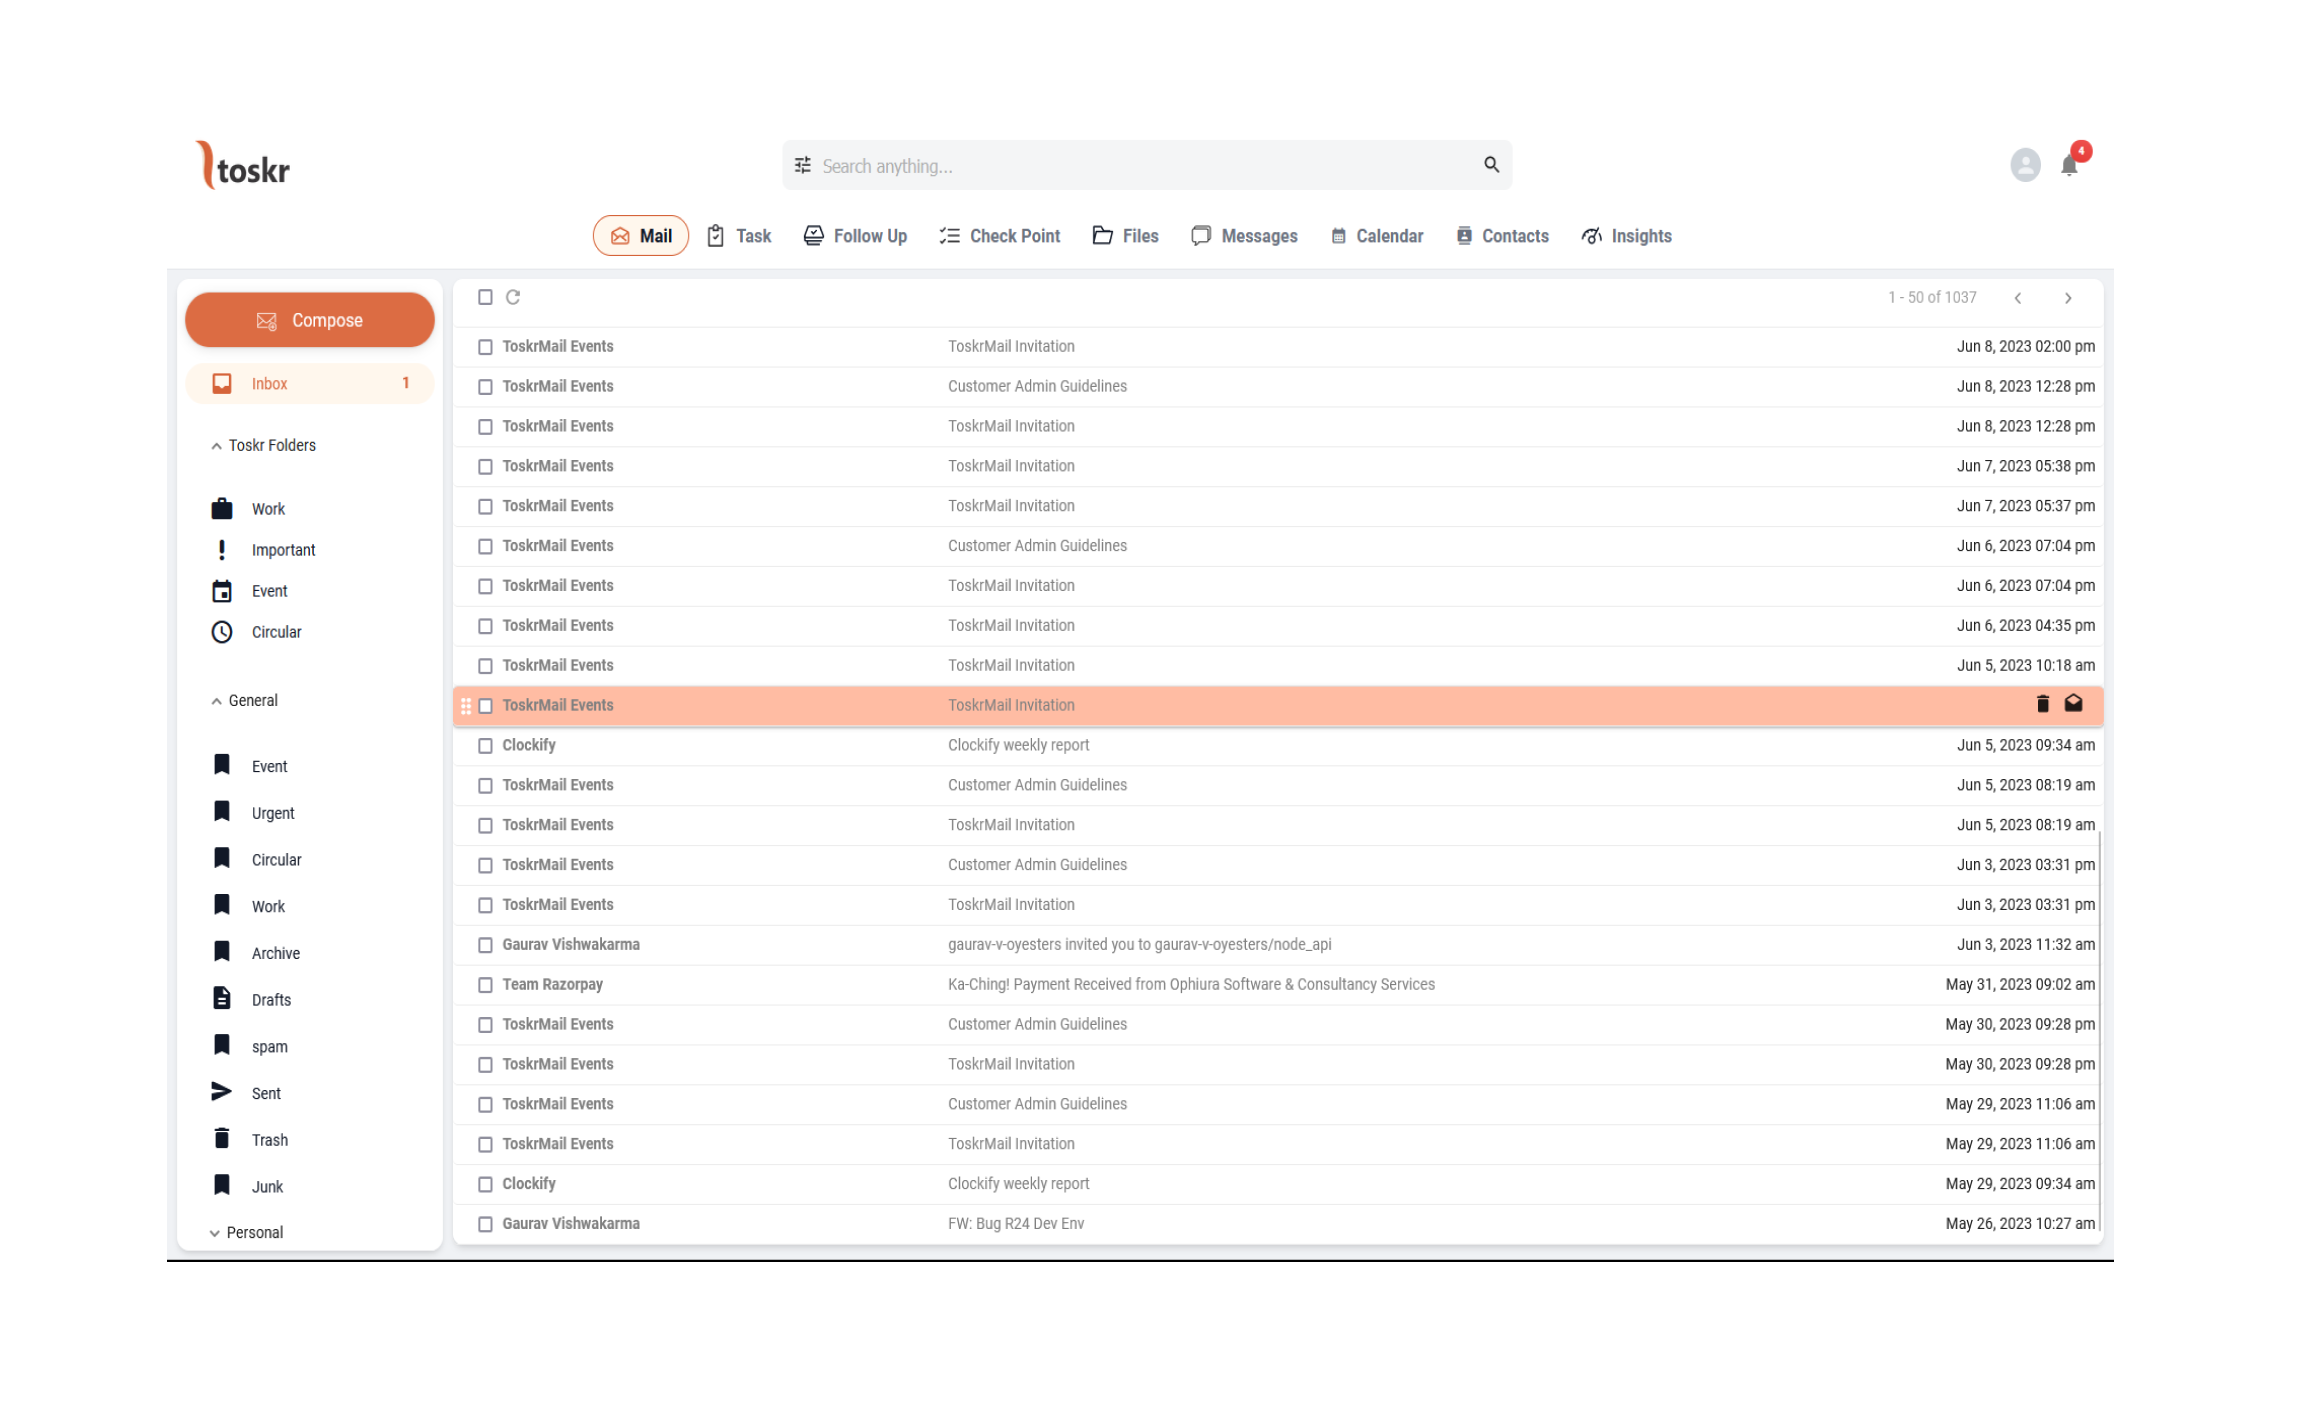 toskr
Search anything...
4
Mail Task Follow Up Check Point Files Messages Calendar Contacts Insights
Compose
Inbox 1
Toskr Folders
Work
Important
Event
Circular
General
Event
Urgent
Circular
Work
Archive
Drafts
spam
Sent
Trash
Junk
Personal
1 - 50 of 1037
ToskrMail Events ToskrMail Invitation Jun 8, 2023 02:00 pm
ToskrMail Events Customer Admin Guidelines Jun 8, 2023 12:28 pm
ToskrMail Events ToskrMail Invitation Jun 8, 2023 12:28 pm
ToskrMail Events ToskrMail Invitation Jun 7, 2023 05:38 pm
ToskrMail Events ToskrMail Invitation Jun 7, 2023 05:37 pm
ToskrMail Events Customer Admin Guidelines Jun 6, 2023 07:04 pm
ToskrMail Events ToskrMail Invitation Jun 6, 2023 07:04 pm
ToskrMail Events ToskrMail Invitation Jun 6, 2023 04:35 pm
ToskrMail Events ToskrMail Invitation Jun 5, 2023 10:18 am
ToskrMail Events ToskrMail Invitation
Clockify Clockify weekly report Jun 5, 2023 09:34 am
ToskrMail Events Customer Admin Guidelines Jun 5, 2023 08:19 am
ToskrMail Events ToskrMail Invitation Jun 5, 2023 08:19 am
ToskrMail Events Customer Admin Guidelines Jun 3, 2023 03:31 pm
ToskrMail Events ToskrMail Invitation Jun 3, 2023 03:31 pm
Gaurav Vishwakarma gaurav-v-oyesters invited you to gaurav-v-oyesters/node_api Jun 3, 2023 11:32 am
Team Razorpay Ka-Ching! Payment Received from Ophiura Software & Consultancy Services May 31, 2023 09:02 am
ToskrMail Events Customer Admin Guidelines May 30, 2023 09:28 pm
ToskrMail Events ToskrMail Invitation May 30, 2023 09:28 pm
ToskrMail Events Customer Admin Guidelines May 29, 2023 11:06 am
ToskrMail Events ToskrMail Invitation May 29, 2023 11:06 am
Clockify Clockify weekly report May 29, 2023 09:34 am
Gaurav Vishwakarma FW: Bug R24 Dev Env May 26, 2023 10:27 am